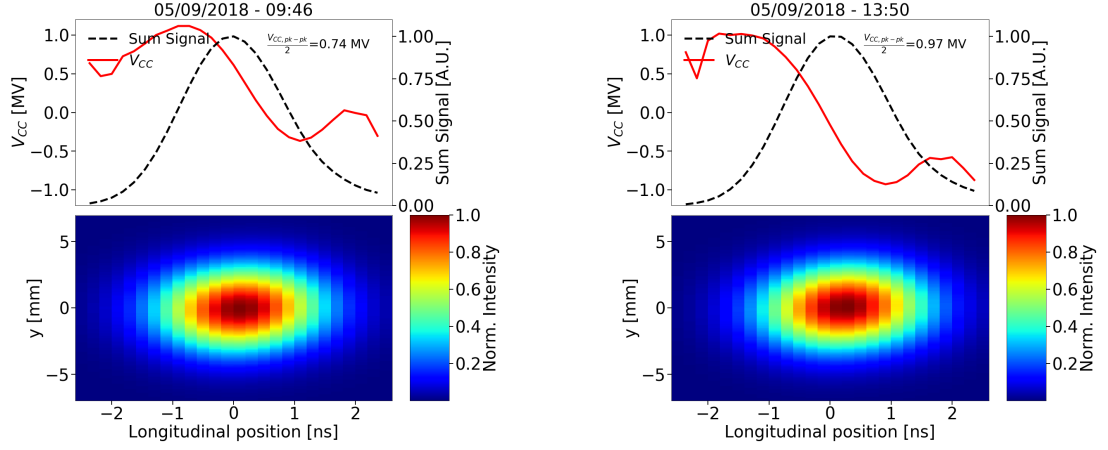 05/09/2018 - 09:46
1.0
0.5
0.0
−0.5
−1.0
V_CC [MV]
Sum Signal
V_CC
V_CC,pk−pk/2=0.74 MV
1.00
0.75
0.50
0.25
0.00
Sum Signal [A.U.]
5
0
−5
y [mm]
−2 −1 0 1 2
Longitudinal position [ns]
1.0
0.8
0.6
0.4
0.2
Norm. Intensity
05/09/2018 - 13:50
1.0
0.5
0.0
−0.5
−1.0
V_CC [MV]
Sum Signal
V_CC
V_CC,pk−pk/2=0.97 MV
1.00
0.75
0.50
0.25
0.00
Sum Signal [A.U.]
5
0
−5
y [mm]
−2 −1 0 1 2
Longitudinal position [ns]
1.0
0.8
0.6
0.4
0.2
Norm. Intensity